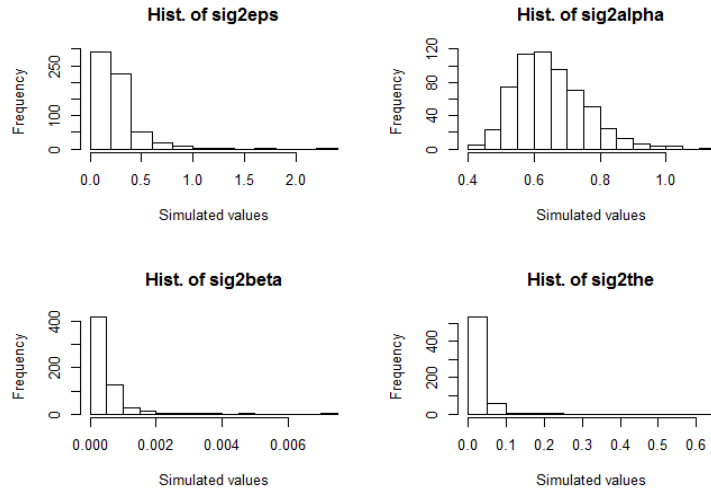 Hist. of sig2eps
Frequency
0 100 250
0.0 0.5 1.0 1.5 2.0
Simulated values
Hist. of sig2alpha
Frequency
0 40 80 120
0.4 0.6 0.8 1.0
Simulated values
Hist. of sig2beta
Frequency
0 200 400
0.000 0.002 0.004 0.006
Simulated values
Hist. of sig2the
Frequency
0 200 400
0.0 0.1 0.2 0.3 0.4 0.5 0.6
Simulated values